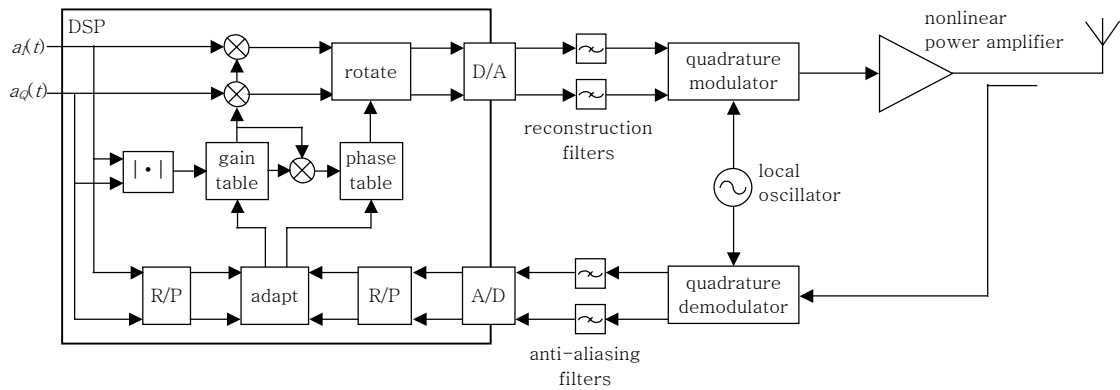 DSP
a_I(t)
a_Q(t)
rotate
D/A
reconstruction
filters
quadrature
modulator
nonlinear
power amplifier
| • |
gain
table
phase
table
local
oscillator
R/P
adapt
R/P
A/D
anti-aliasing
filters
quadrature
demodulator